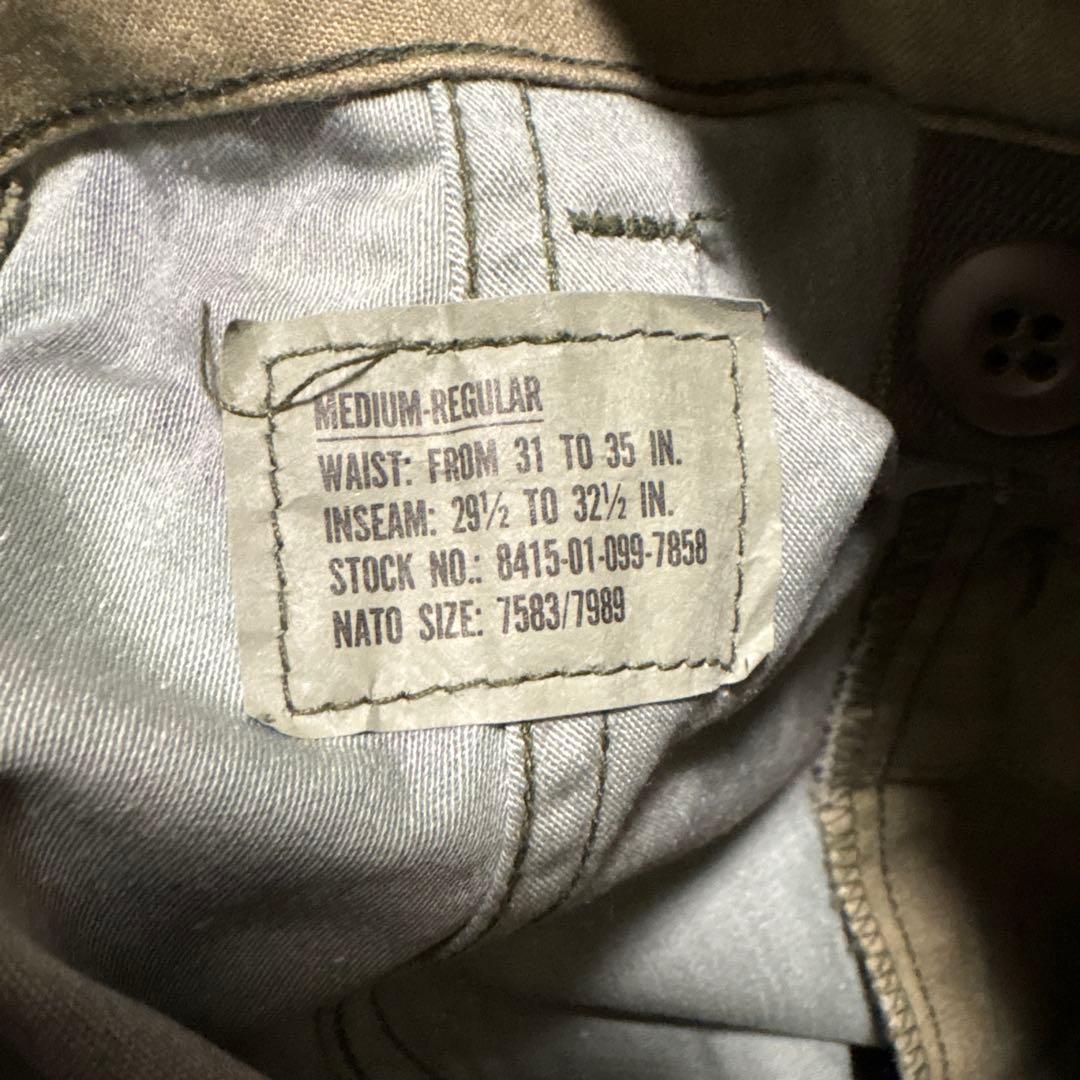 MEDIUM-REGULAR
WAIST: FROM 31 TO 35 IN.
INSEAM: 29½ TO 32½ IN.
STOCK NO.: 8415-01-099-7858
NATO SIZE: 7583/7989